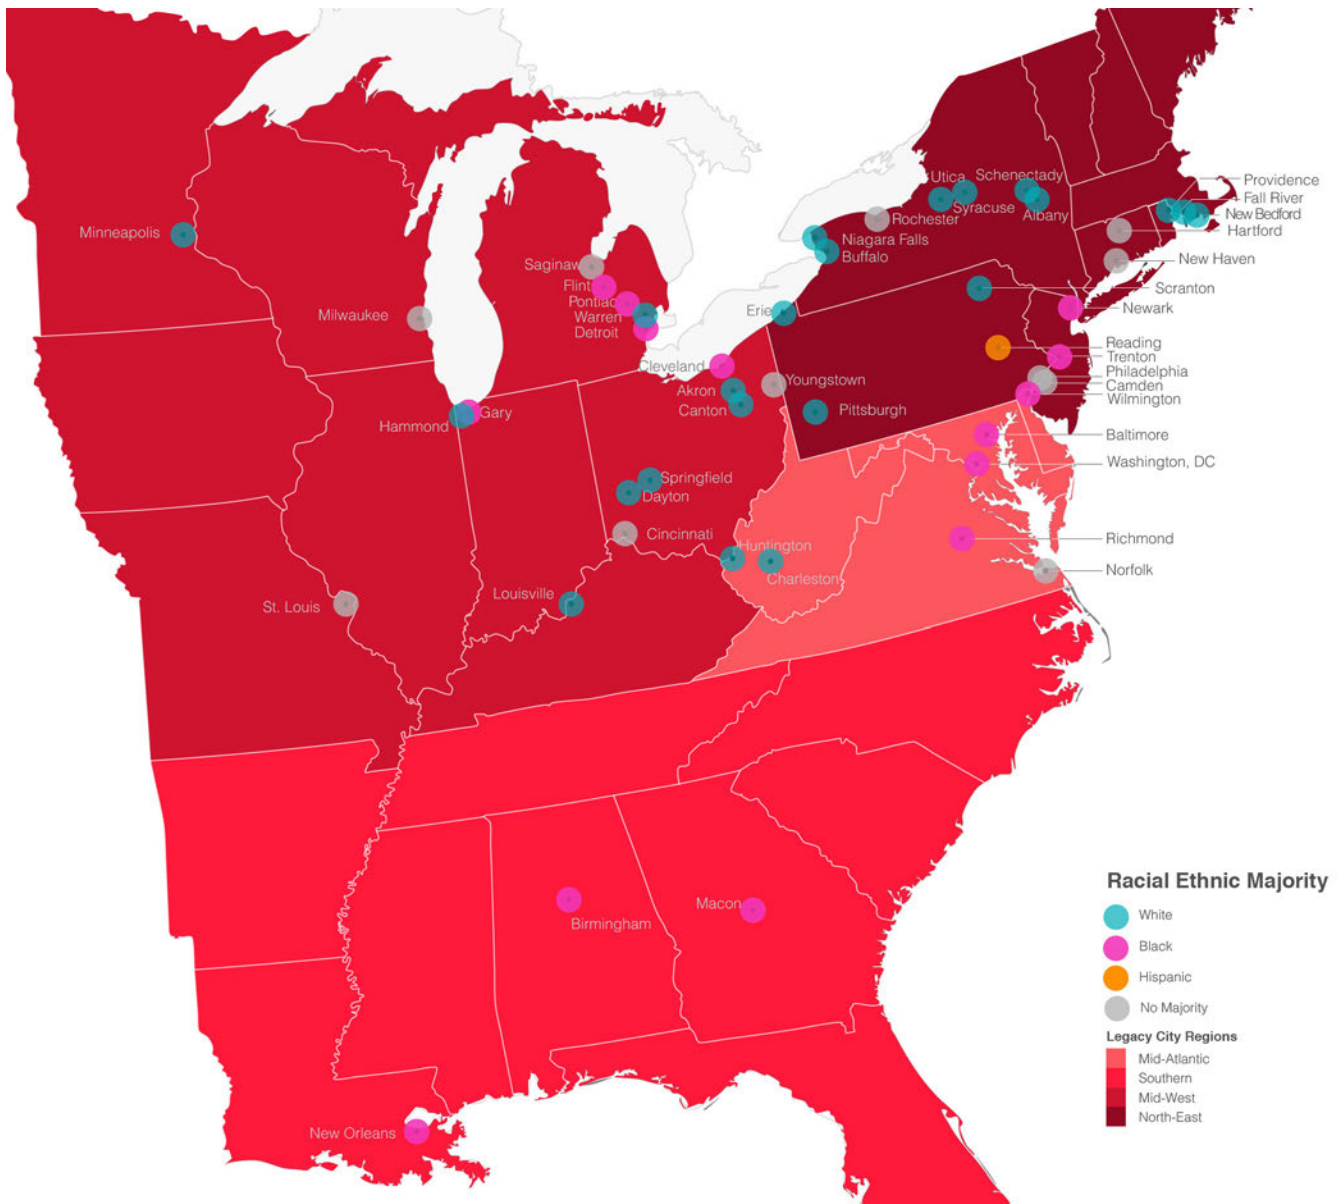 Utica
Schenectady
Providence
Fall River
New Bedford
Hartford
Syracuse
Albany
Rochester
Minneapolis
Niagara Falls
Buffalo
New Haven
Saginaw
Flint
Pontiac
Scranton
Newark
Milwaukee
Warren
Detroit
Erie
Reading
Trenton
Philadelphia
Camden
Wilmington
Cleveland
Youngstown
Akron
Canton
Pittsburgh
Gary
Hammond
Baltimore
Washington, DC
Springfield
Dayton
Cincinnati
Richmond
Huntington
Charleston
Norfolk
Louisville
St. Louis
Macon
Birmingham
New Orleans
Racial Ethnic Majority
White
Black
Hispanic
No Majority
Legacy City Regions
Mid-Atlantic
Southern
Mid-West
North-East